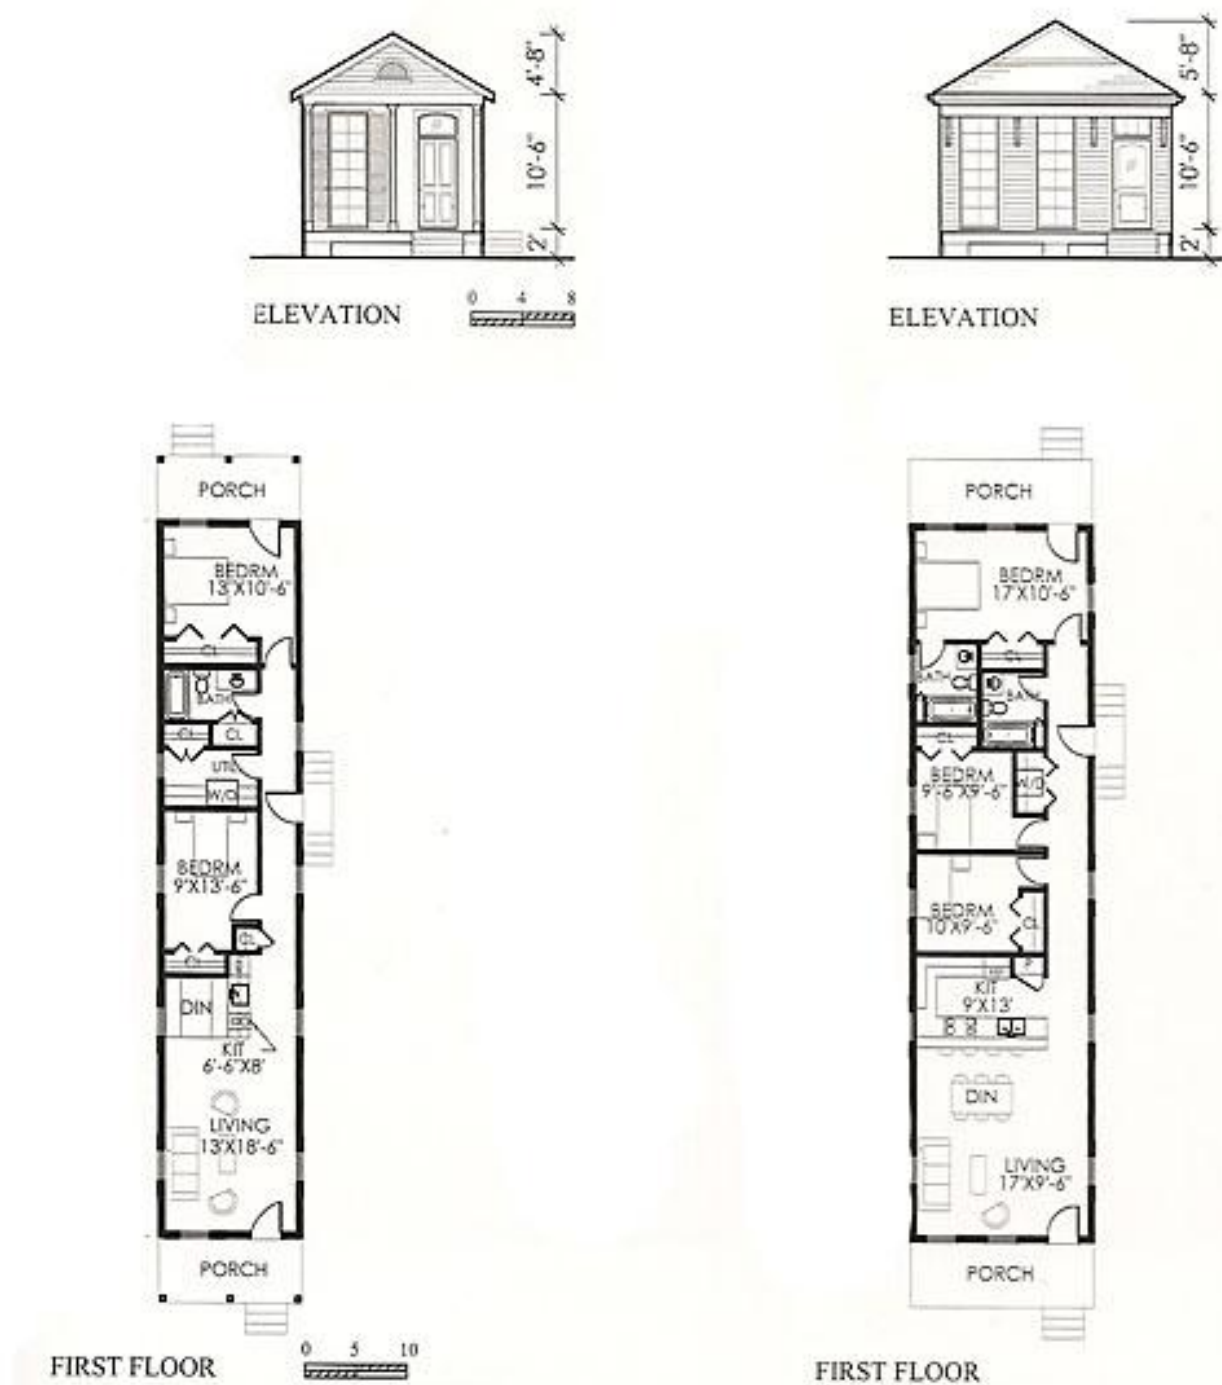 4'-8"
10'-6"
2'
ELEVATION
0 4 8
5'-8"
10'-6"
2'
ELEVATION
PORCH
BEDRM
13'X10'-6"
CL
BATH
CL
CL
UTIL
W/D
BEDRM
9'X13'-6"
CL
CL
DIN
KIT
6'-6"X8'
LIVING
13'X18'-6"
PORCH
FIRST FLOOR
0 5 10
PORCH
BEDRM
17'X10'-6"
CL
BATH
BATH
CL
BEDRM
9'-6"X9'-6"
W/D
BEDRM
10'X9'-6"
CL
P
KIT
9'X13'
DIN
LIVING
17'X9'-6"
PORCH
FIRST FLOOR